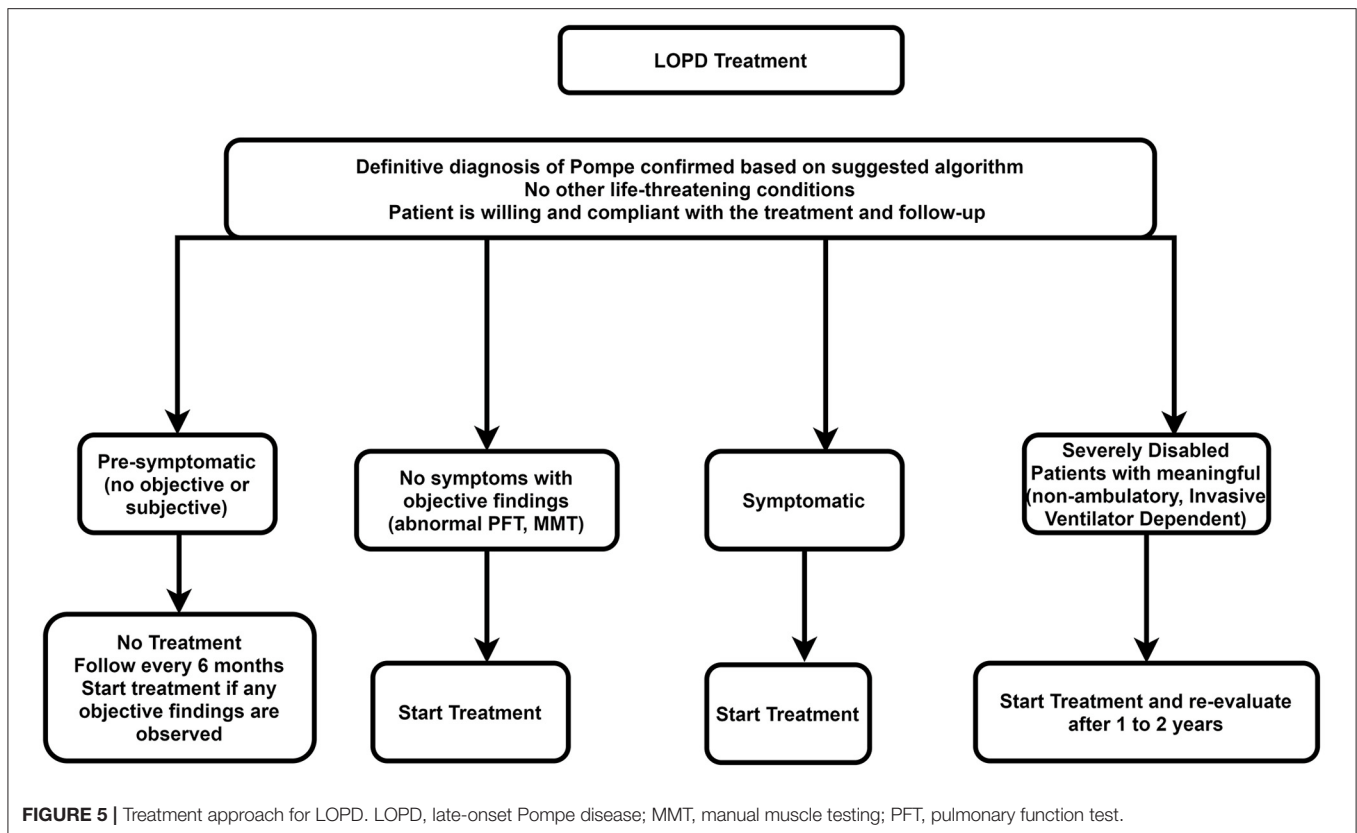 LOPD Treatment
Definitive diagnosis of Pompe confirmed based on suggested algorithm
No other life-threatening conditions
Patient is willing and compliant with the treatment and follow-up
Pre-symptomatic
(no objective or
subjective)
No symptoms with
objective findings
(abnormal PFT, MMT)
Symptomatic
Severely Disabled
Patients with meaningful
(non-ambulatory, Invasive
Ventilator Dependent)
No Treatment
Follow every 6 months
Start treatment if any
objective findings are
observed
Start Treatment
Start Treatment
Start Treatment and re-evaluate
after 1 to 2 years
FIGURE 5 | Treatment approach for LOPD. LOPD, late-onset Pompe disease; MMT, manual muscle testing; PFT, pulmonary function test.